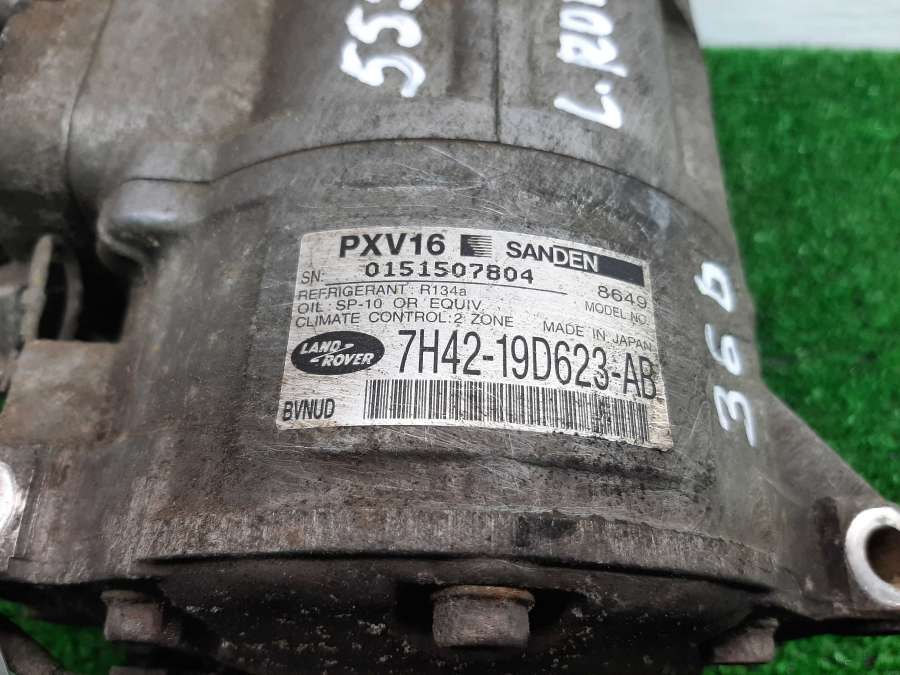 PXV16 SANDEN
SN: 0151507804
8649
REFRIGERANT: R134a
MODEL NO.
OIL: SP-10 OR EQUIV
CLIMATE CONTROL: 2 ZONE MADE IN JAPAN
LAND
ROVER
7H42-19D623-AB
BVNUD
366